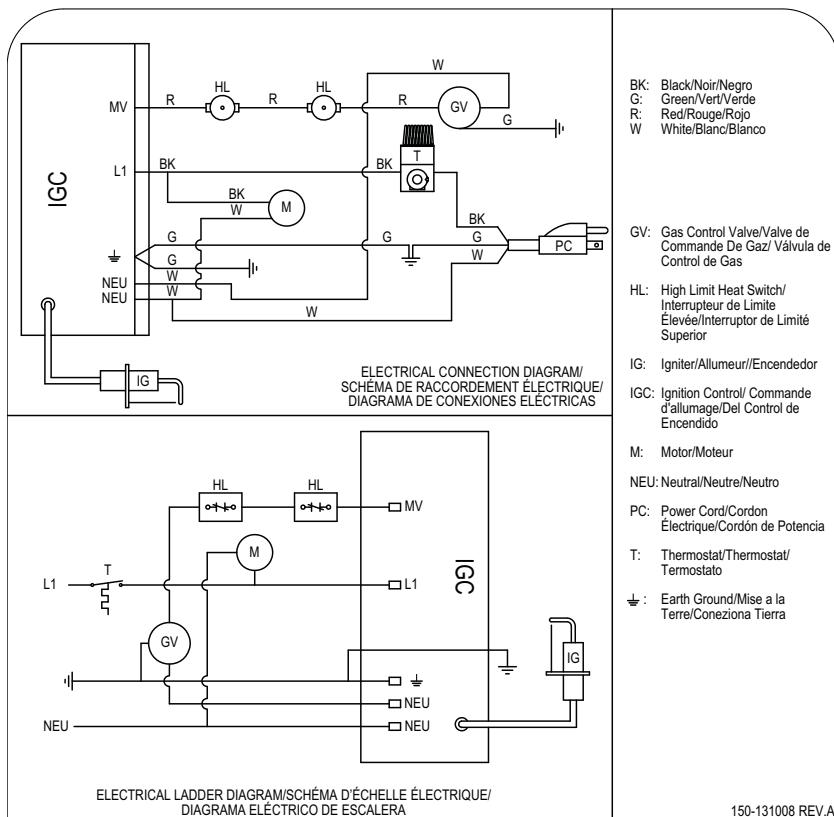 W
HL
HL
MV
R
R
R
GV
G
T
L1
BK
BK
BK
W
M
BK
IGC
G
G
G
PC
G
W
W
W
NEU
NEU
W
IG
ELECTRICAL CONNECTION DIAGRAM/
SCHÉMA DE RACCORDEMENT ÉLECTRIQUE/
DIAGRAMA DE CONEXIONES ELÉCTRICAS
HL
HL
MV
M
T
L1
L1
IGC
GV
IG
NEU
NEU
NEU
ELECTRICAL LADDER DIAGRAM/SCHÉMA D'ÉCHELLE ÉLECTRIQUE/
DIAGRAMA ELÉCTRICO DE ESCALERA
BK: Black/Noir/Negro
G: Green/Vert/Verde
R: Red/Rouge/Rojo
W White/Blanc/Blanco
GV: Gas Control Valve/Valve de
Commande De Gaz/ Válvula de
Control de Gas
HL: High Limit Heat Switch/
Interrupteur de Limite
Élevée/Interruptor de Limité
Superior
IG: Igniter/Allumeur//Encendedor
IGC: Ignition Control/ Commande
d'allumage/Del Control de
Encendido
M: Motor/Moteur
NEU: Neutral/Neutre/Neutro
PC: Power Cord/Cordon
Électrique/Cordón de Potencia
T: Thermostat/Thermostat/
Termostato
⏚ : Earth Ground/Mise a la
Terre/Coneziona Tierra
150-131008 REV.A